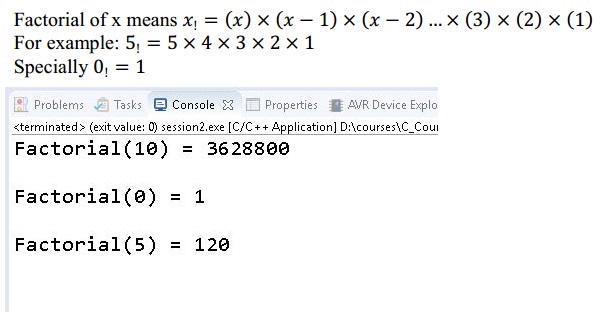 Factorial of x means x! = (x) × (x − 1) × (x − 2) ... × (3) × (2) × (1)
For example: 5! = 5 × 4 × 3 × 2 × 1
Specially 0! = 1
Problems Tasks Console Properties AVR Device Explo
<terminated> (exit value: 0) session2.exe [C/C++ Application] D:\courses\C_Cour
Factorial(10) = 3628800
Factorial(0) = 1
Factorial(5) = 120